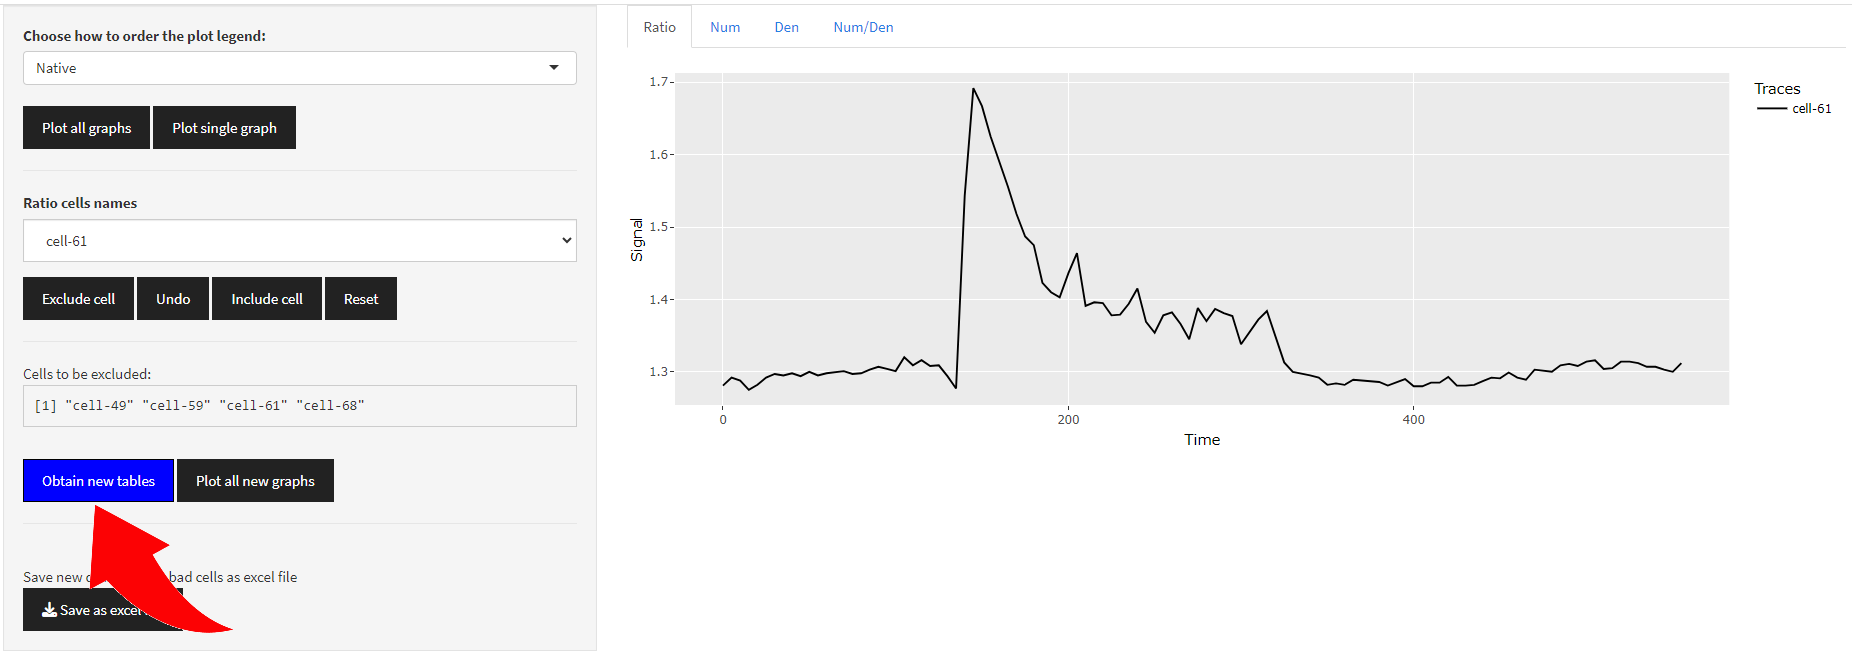 Choose how to order the plot legend:
Native
Plot all graphs Plot single graph
Ratio cells names
cell-61
Exclude cell Undo Include cell Reset
Cells to be excluded:
[1] "cell-49" "cell-59" "cell-61" "cell-68"
Obtain new tables Plot all new graphs
Save new bad cells as excel file
Save as excel
Ratio Num Den Num/Den
1.7
1.6
1.5
1.4
1.3
Signal
0 200 400
Time
Traces
cell-61